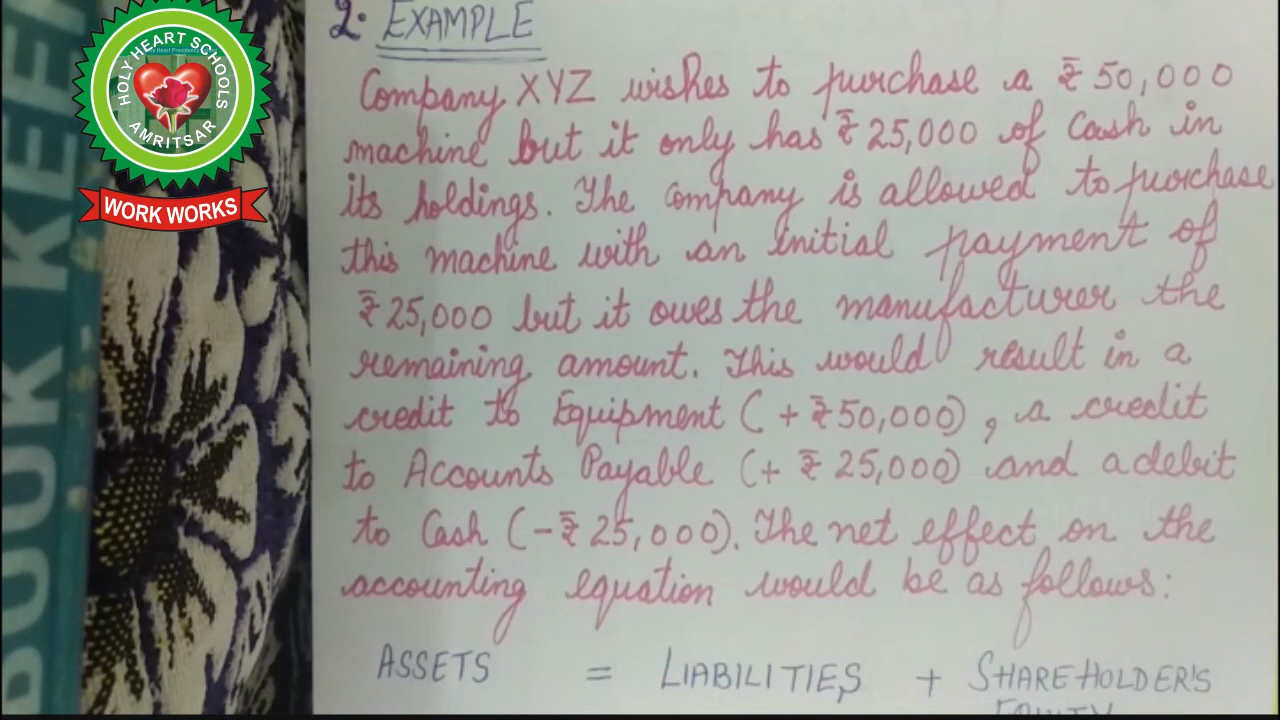 BOOK KEE
HOLY HEART SCHOOLS
AMRITSAR
WORK WORKS
2. EXAMPLE
Company XYZ wishes to purchase a ₹ 50,000
machine but it only has ₹ 25,000 of Cash in
its holdings. The Company is allowed to purchase
this machine with an initial payment of
₹ 25,000 but it owes the manufacturer the
remaining amount. This would result in a
credit to Equipment (+ ₹ 50,000), a credit
to Accounts Payable (+ ₹ 25,000) and a debit
to Cash (- ₹ 25,000). The net effect on the
accounting equation would be as follows:
ASSETS = LIABILITIES + SHAREHOLDER'S
EQUITY